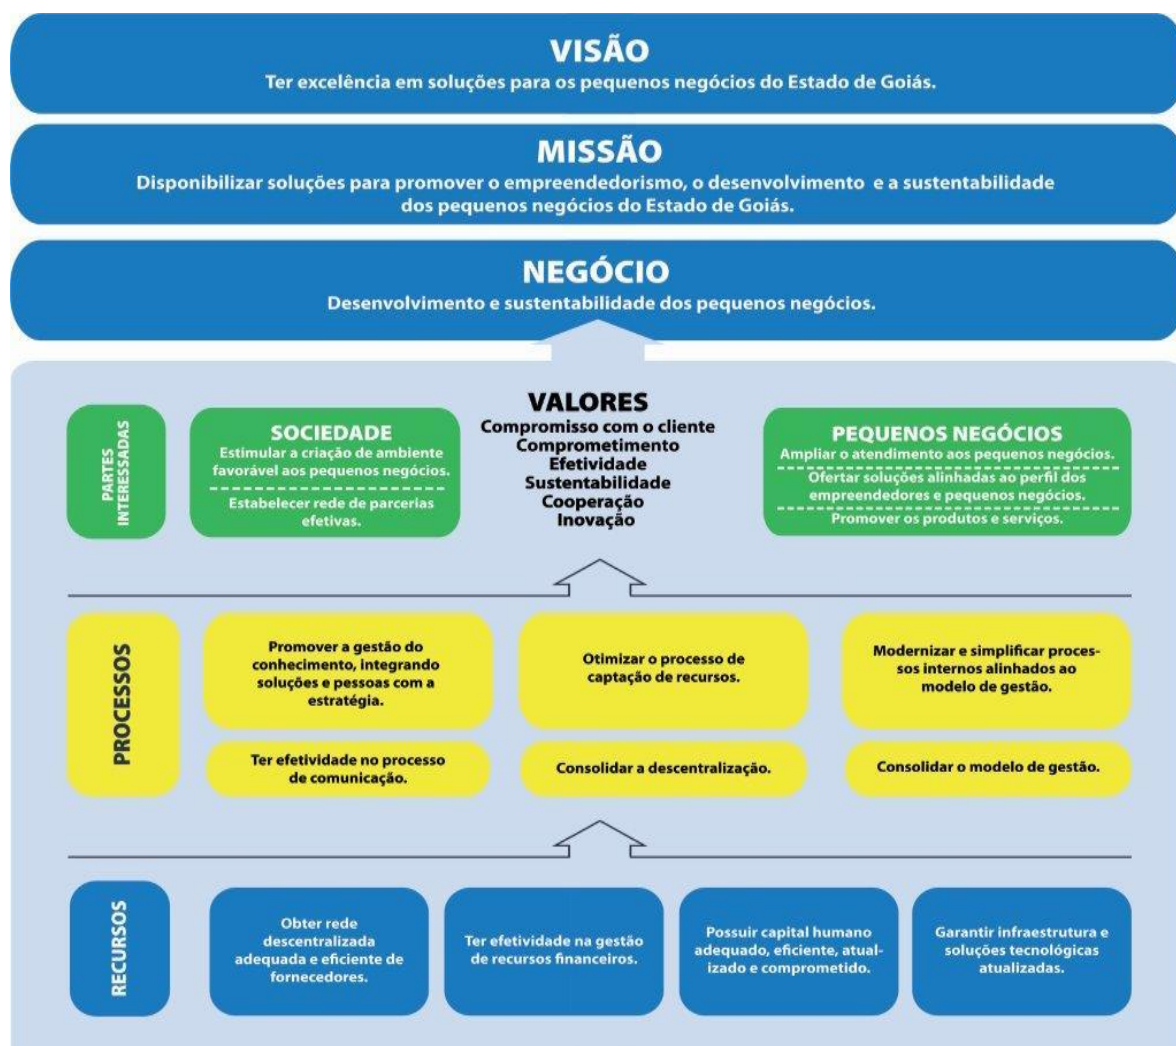 VISÃO
Ter excelência em soluções para os pequenos negócios do Estado de Goiás.
MISSÃO
Disponibilizar soluções para promover o empreendedorismo, o desenvolvimento e a sustentabilidade
dos pequenos negócios do Estado de Goiás.
NEGÓCIO
Desenvolvimento e sustentabilidade dos pequenos negócios.
PARTES
INTERESSADAS
SOCIEDADE
Estimular a criação de ambiente
favorável aos pequenos negócios.
Estabelecer rede de parcerias
efetivas.
VALORES
Compromisso com o cliente
Comprometimento
Efetividade
Sustentabilidade
Cooperação
Inovação
PEQUENOS NEGÓCIOS
Ampliar o atendimento aos pequenos negócios.
Ofertar soluções alinhadas ao perfil dos
empreendedores e pequenos negócios.
Promover os produtos e serviços.
PROCESSOS
Promover a gestão do
conhecimento, integrando
soluções e pessoas com a
estratégia.
Otimizar o processo de
captação de recursos.
Modernizar e simplificar proces-
sos internos alinhados ao
modelo de gestão.
Ter efetividade no processo
de comunicação.
Consolidar a descentralização.
Consolidar o modelo de gestão.
RECURSOS
Obter rede
descentralizada
adequada e eficiente de
fornecedores.
Ter efetividade na gestão
de recursos financeiros.
Possuir capital humano
adequado, eficiente, atual-
izado e comprometido.
Garantir infraestrutura e
soluções tecnológicas
atualizadas.